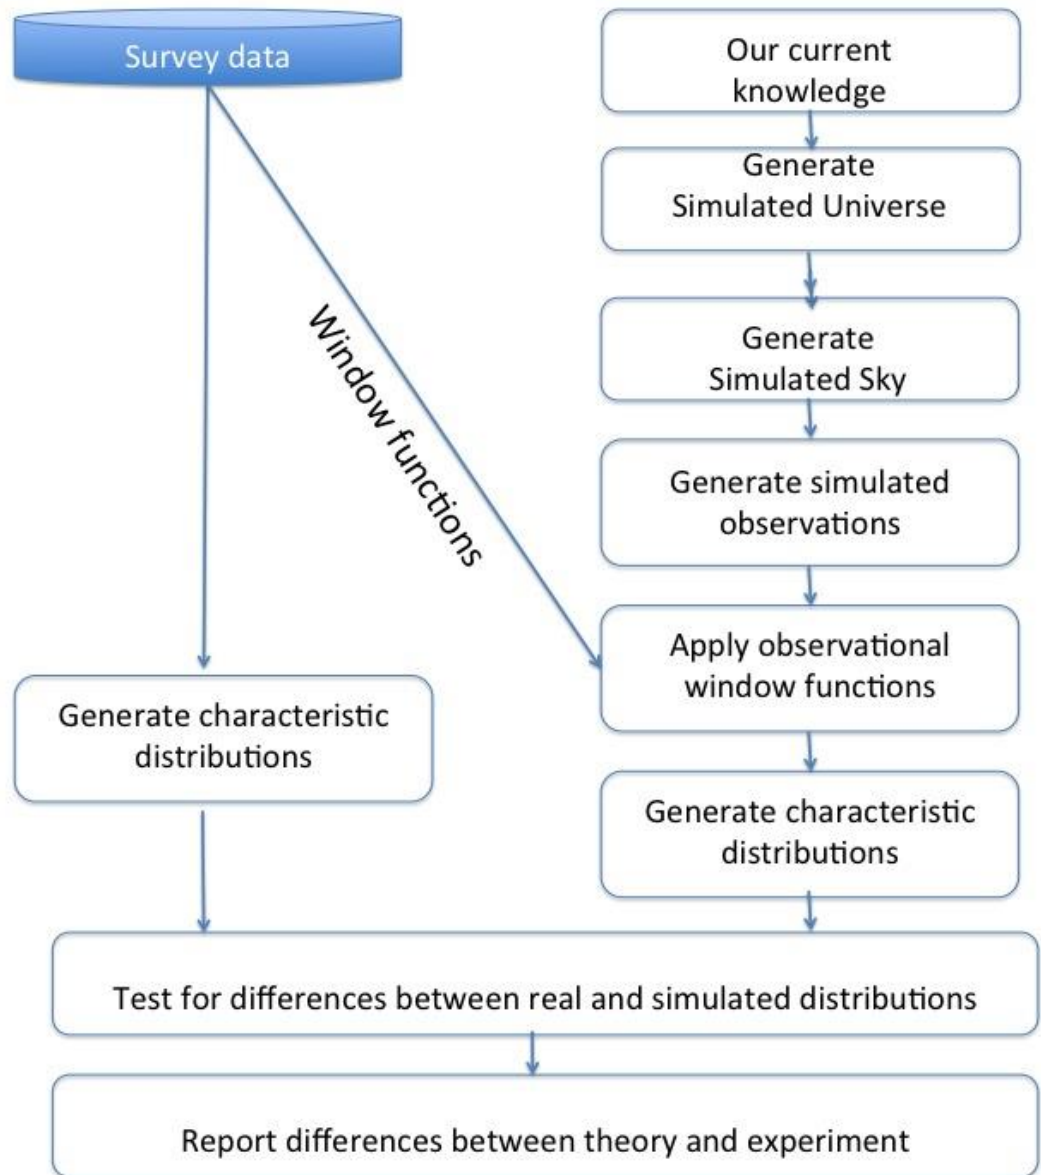 Survey data
Our current
knowledge
Generate
Simulated Universe
Generate
Simulated Sky
Window functions
Generate simulated
observations
Apply observational
window functions
Generate characteristic
distributions
Generate characteristic
distributions
Test for differences between real and simulated distributions
Report differences between theory and experiment